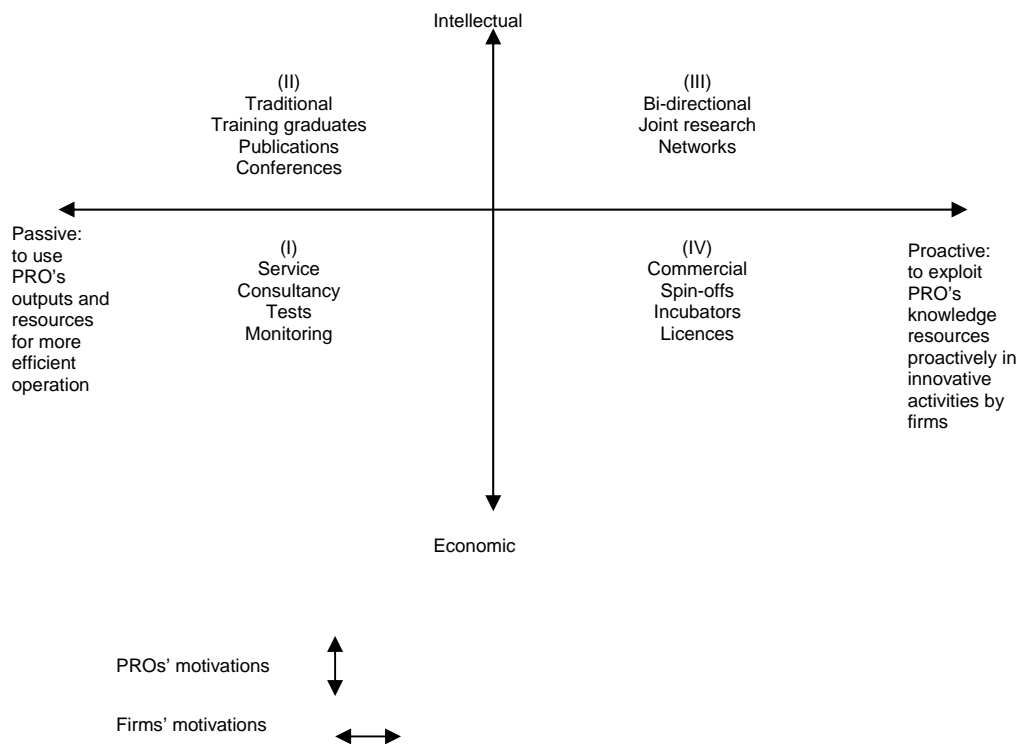 Intellectual
(II)
Traditional
Training graduates
Publications
Conferences
(III)
Bi-directional
Joint research
Networks
Passive:
to use
PRO's
outputs and
resources
for more
efficient
operation
(I)
Service
Consultancy
Tests
Monitoring
(IV)
Commercial
Spin-offs
Incubators
Licences
Proactive:
to exploit
PRO's
knowledge
resources
proactively in
innovative
activities by
firms
Economic
PROs' motivations
Firms' motivations